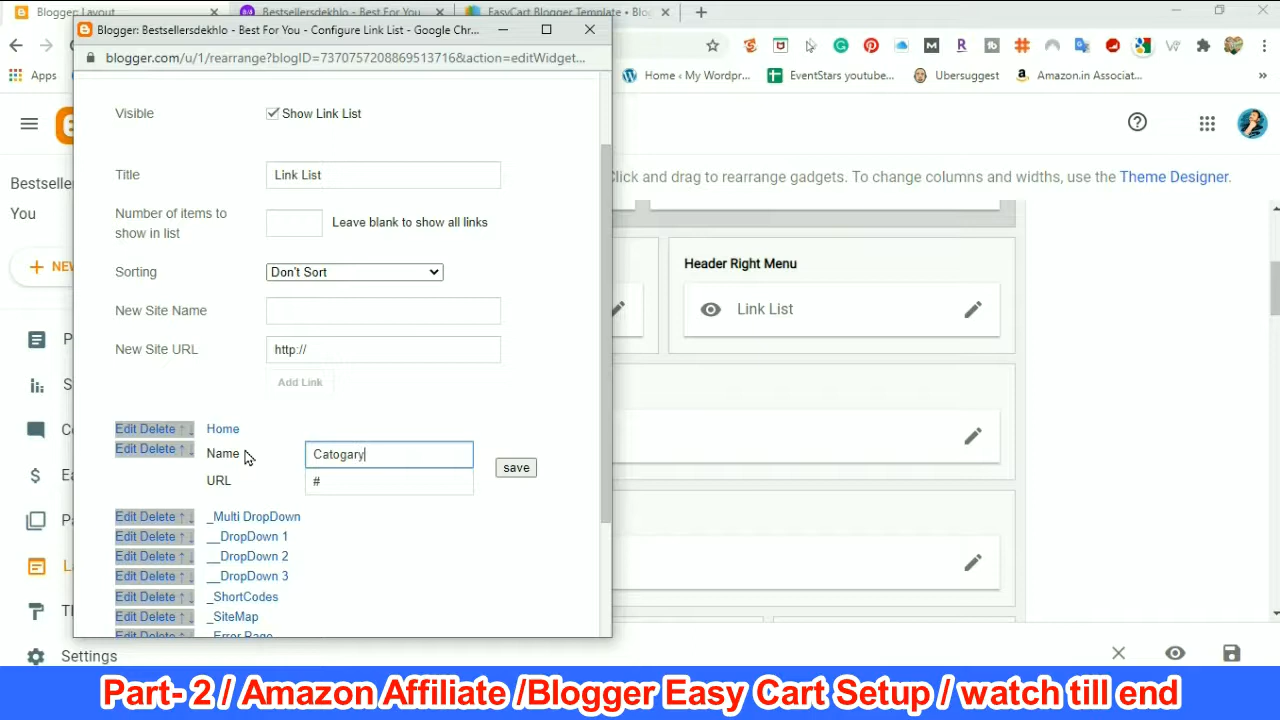 Blogger Layout
Bestsellersdekhlo - Best For You
EasyCart Blogger Template • Blog
Blogger: Bestsellersdekhlo - Best For You - Configure Link List - Google Chr...
blogger.com/u/1/rearrange?blogID=7370757208869513716&action=editWidget...
Apps
Home ‹ My Wordpr...
EventStars youtube...
Ubersuggest
Amazon.in Associat...
Visible
Show Link List
Title
Link List
Number of items to
show in list
Leave blank to show all links
Sorting
Don't Sort
New Site Name
New Site URL
http://
Add Link
Edit Delete ↑ ↓ Home
Edit Delete ↑ ↓ Name
Catogary
URL
#
save
Edit Delete ↑ ↓ _Multi DropDown
Edit Delete ↑ ↓ __DropDown 1
Edit Delete ↑ ↓ __DropDown 2
Edit Delete ↑ ↓ __DropDown 3
Edit Delete ↑ ↓ _ShortCodes
Edit Delete ↑ ↓ _SiteMap
Edit Delete ↑ ↓ _Error Page
Bestselle
You
NEW
Settings
Click and drag to rearrange gadgets. To change columns and widths, use the Theme Designer.
Header Right Menu
Link List
Part- 2 / Amazon Affiliate /Blogger Easy Cart Setup / watch till end